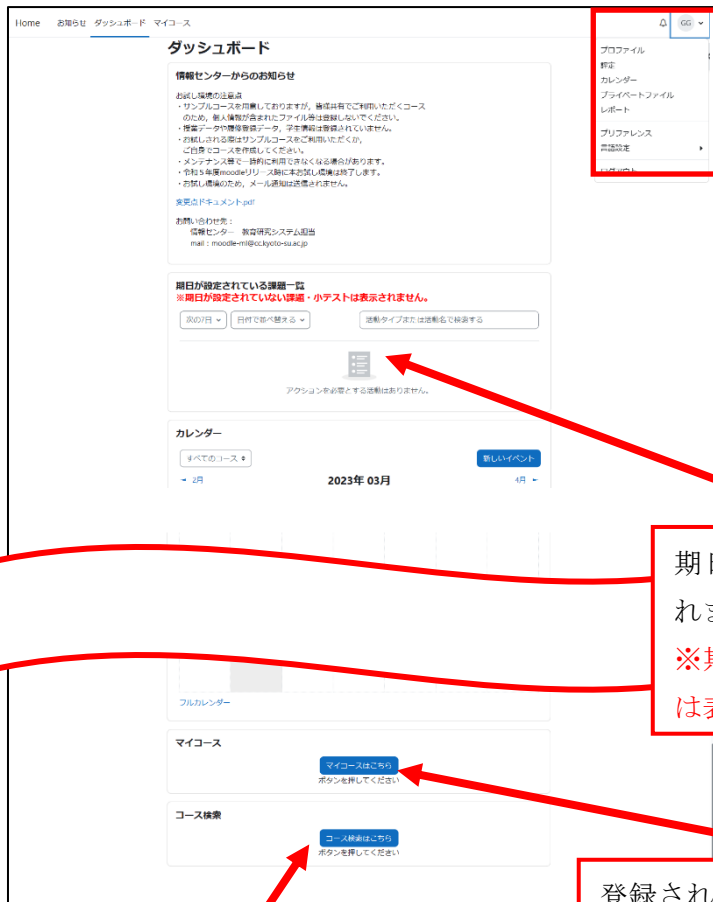 Home お知らせ ダッシュボード マイコース
GG
ダッシュボード
プロファイル
評定
カレンダー
プライベートファイル
レポート
プリファレンス
言語設定
ログアウト
情報センターからのお知らせ
お試し環境の注意点
・サンプルコースを用意しておりますが，皆様共有でご利用いただくコース
のため，個人情報が含まれたファイル等は登録しないでください。
・授業データや履修登録データ，学生情報は登録されていません。
・お試しされる際はサンプルコースをご利用いただくか，
ご自身でコースを作成してください。
・メンテナンス等で一時的に利用できなくなる場合があります。
・令和５年度moodleリリース時に本お試し環境は終了します。
・お試し環境のため、メール通知は送信されません。
変更点ドキュメント.pdf
お問い合わせ先：
情報センター 教育研究システム担当
mail : moodle-ml@cc.kyoto-su.ac.jp
期日が設定されている課題一覧
※期日が設定されていない課題・小テストは表示されません。
次の7日 日付で並べ替える 活動タイプまたは活動名で検索する
アクションを必要とする活動はありません。
カレンダー
すべてのコース 新しいイベント
2月 2023年 03月 4月
期日
れま
※期
は表
フルカレンダー
マイコース
マイコースはこちら
ボタンを押してください
コース検索
コース検索はこちら
ボタンを押してください
登録され